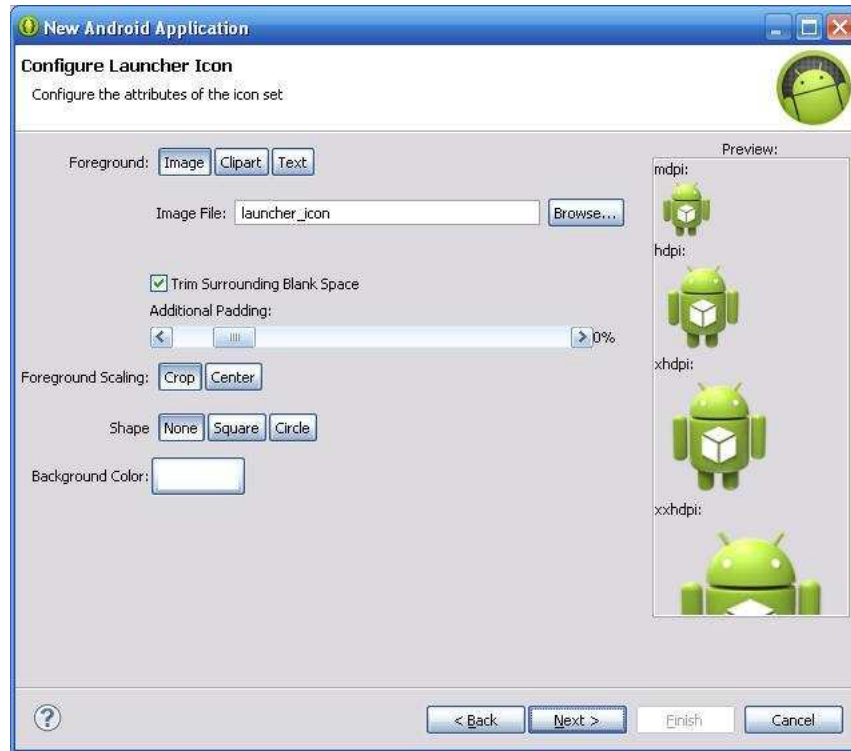 New Android Application
Configure Launcher Icon
Configure the attributes of the icon set
Foreground: Image Clipart Text
Image File: launcher_icon Browse...
Trim Surrounding Blank Space
Additional Padding:
0%
Foreground Scaling: Crop Center
Shape None Square Circle
Background Color:
Preview:
mdpi:
hdpi:
xhdpi:
xxhdpi:
? < Back Next > Finish Cancel